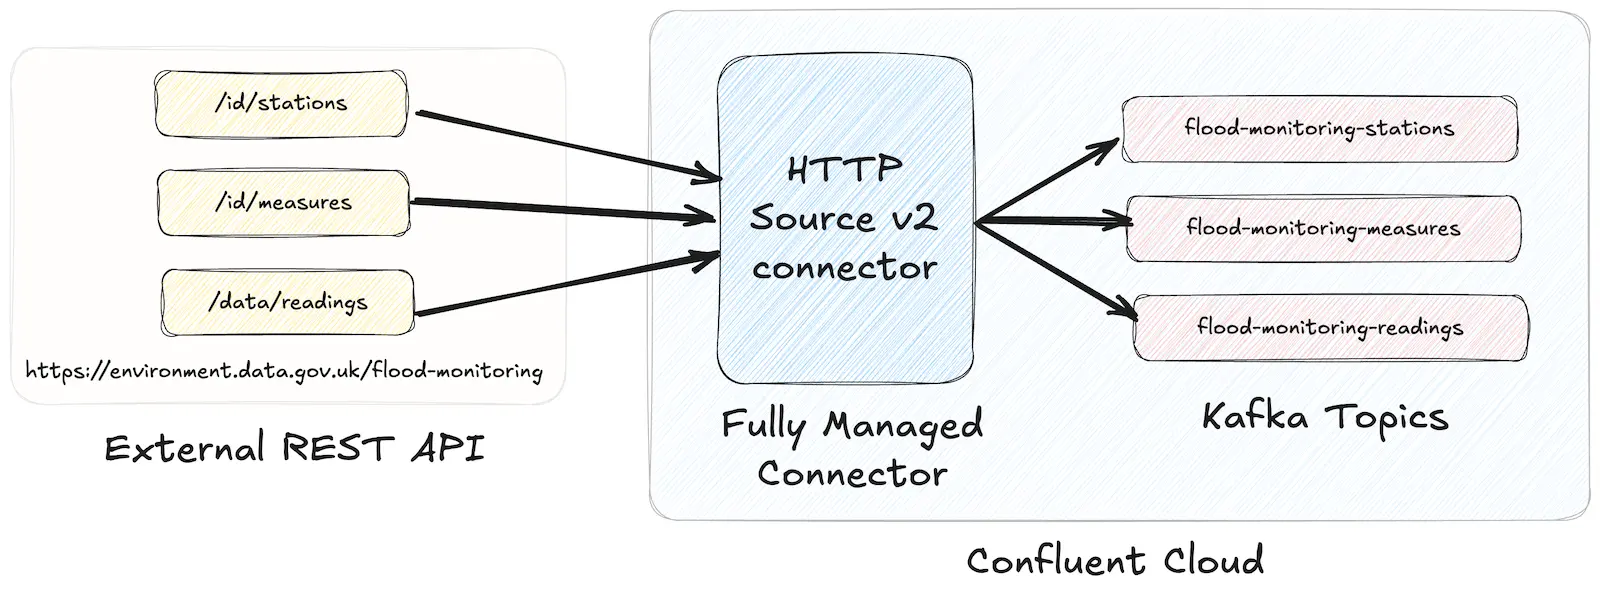 /id/stations
/id/measures
/data/readings
https://environment.data.gov.uk/flood-monitoring
External REST API
HTTP
Source v2
connector
Fully Managed
Connector
flood-monitoring-stations
flood-monitoring-measures
flood-monitoring-readings
Kafka Topics
Confluent Cloud